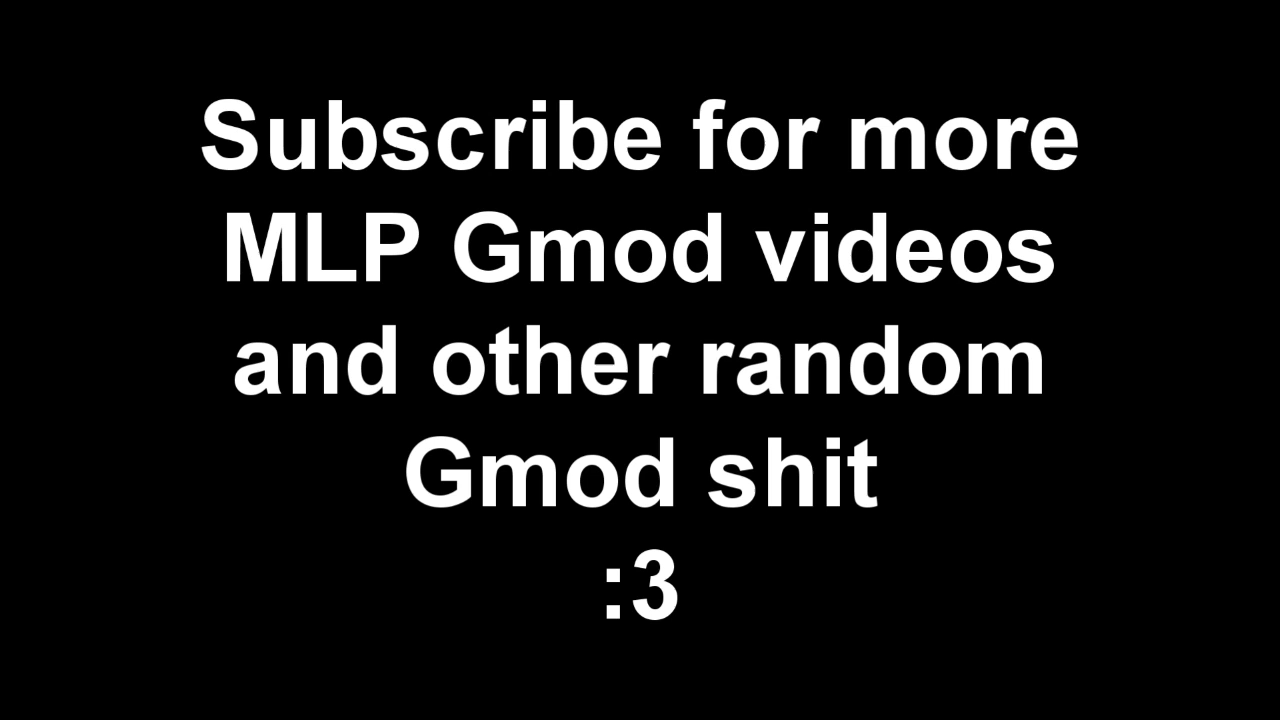 Subscribe for more
MLP Gmod videos
and other random
Gmod shit
:3